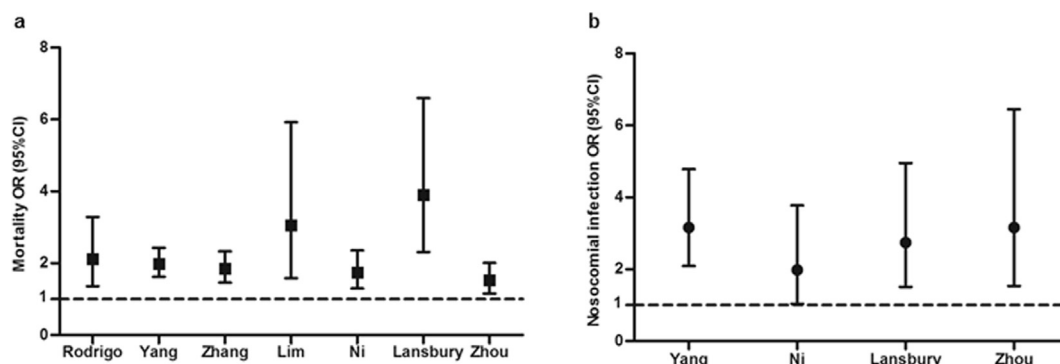 a
Mortality OR (95%CI)
8
6
4
2
1
0
Rodrigo Yang Zhang Lim Ni Lansbury Zhou
b
Nosocomial infection OR (95%CI)
8
6
4
2
1
0
Yang Ni Lansbury Zhou